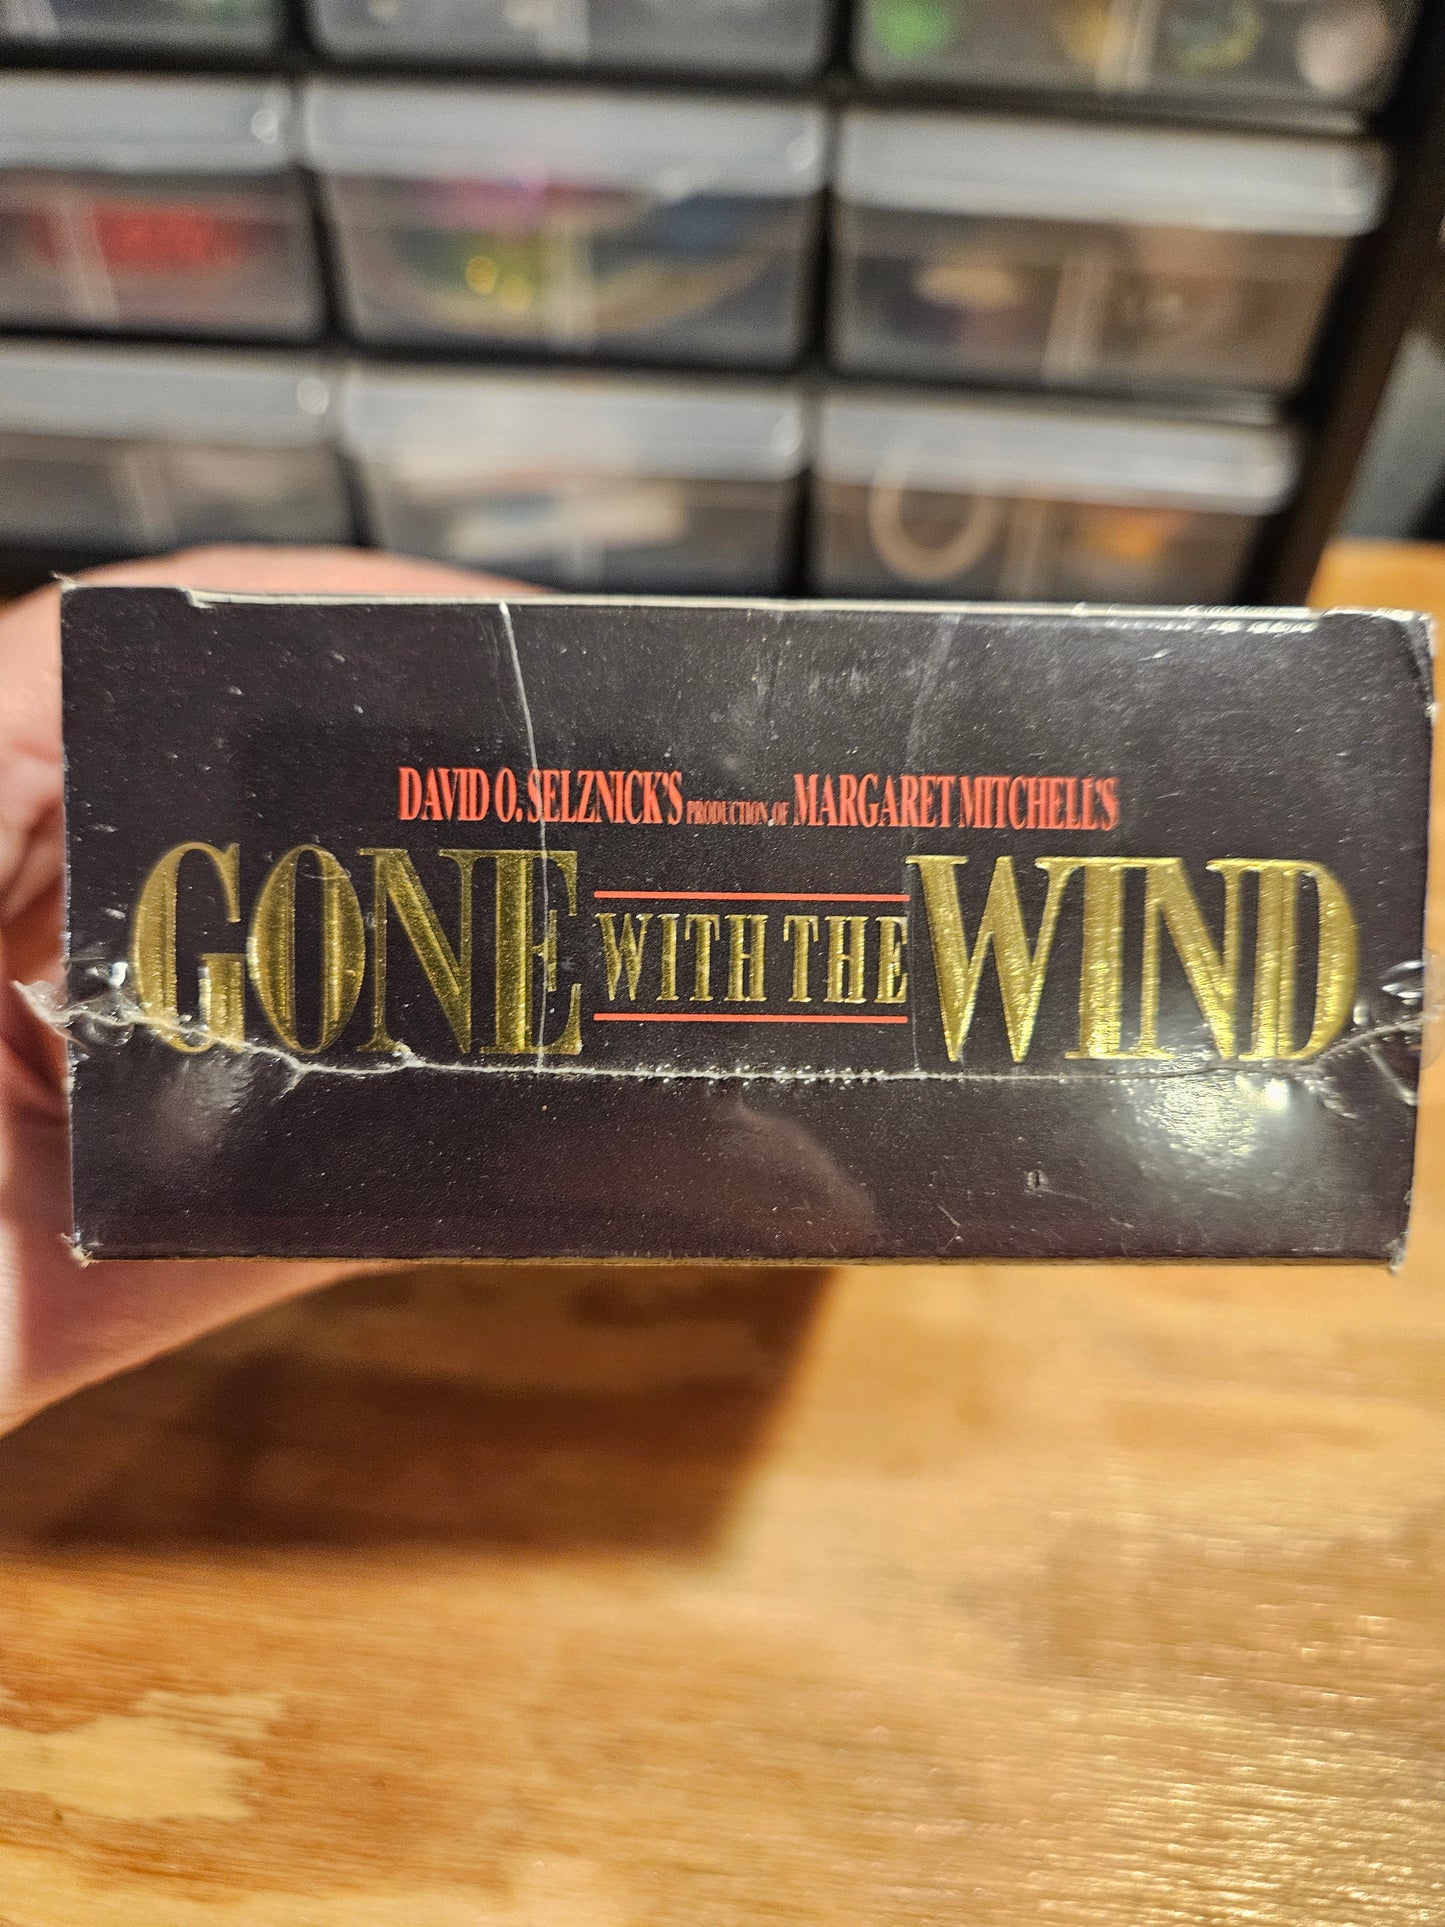 DAVID O. SELZNICK'S PRODUCTION OF MARGARET MITCHELL'S
GONE WITH THE WIND